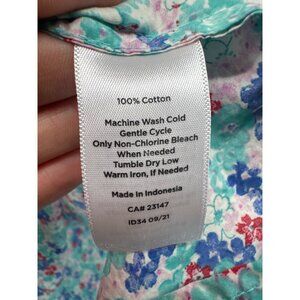 100% Cotton
Machine Wash Cold
Gentle Cycle
Only Non-Chlorine Bleach
When Needed
Tumble Dry Low
Warm Iron, If Needed
Made in Indonesia
CA# 23147
ID34 09/21